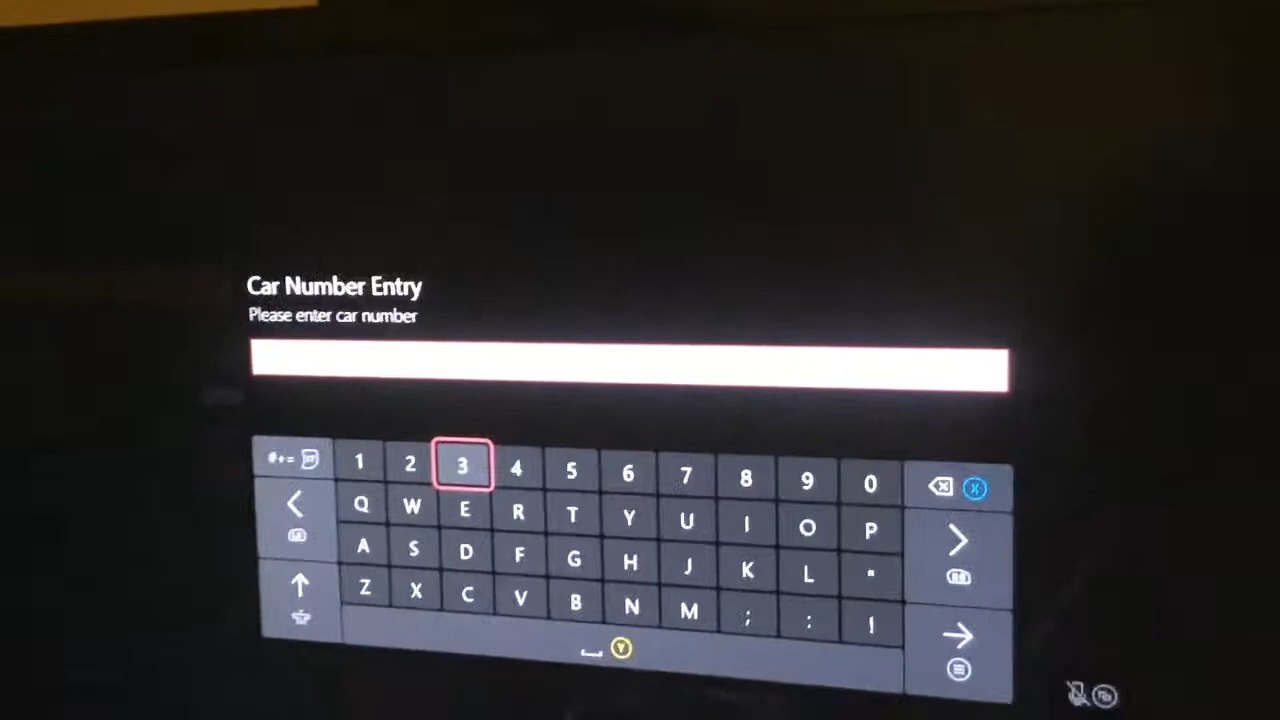 Car Number Entry
Please enter car number
#+= 1 2 3 4 5 6 7 8 9 0 X
Q W E R T Y U I O P
A S D F G H J K L "
Z X C V B N M ; : !
Y